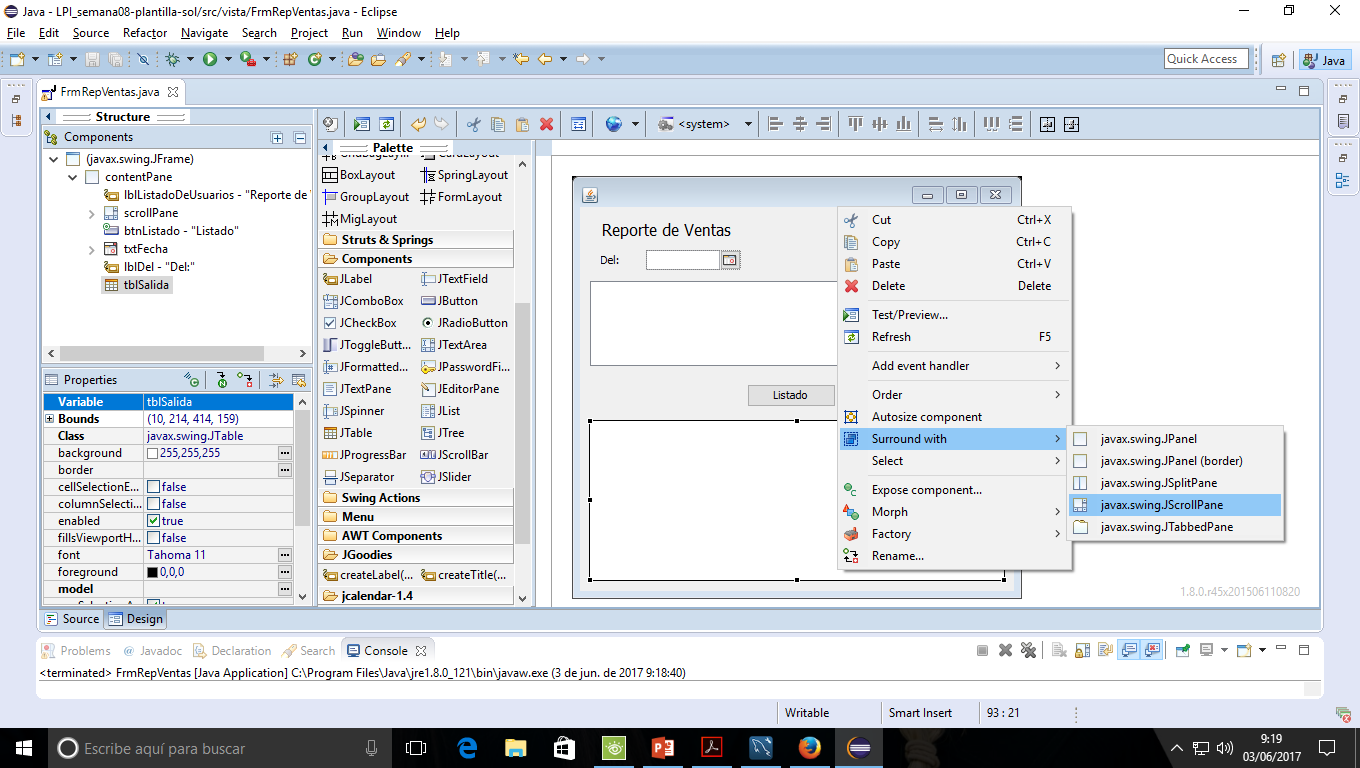 Java - LPI_semana08-plantilla-sol/src/vista/FrmRepVentas.java - Eclipse
File Edit Source Refactor Navigate Search Project Run Window Help
Quick Access
Java
FrmRepVentas.java
Structure
Components
(javax.swing.JFrame)
contentPane
lblListadoDeUsuarios - "Reporte de
scrollPane
btnListado - "Listado"
txtFecha
lblDel - "Del:"
tblSalida
Properties
Variable tblSalida
Bounds (10, 214, 414, 159)
Class javax.swing.JTable
background 255,255,255
border
cellSelectionE... false
columnSelecti... false
enabled true
fillsViewportH... false
font Tahoma 11
foreground 0,0,0
model
Source Design
Palette
BoxLayout SpringLayout
GroupLayout FormLayout
MigLayout
Struts & Springs
Components
JLabel JTextField
JComboBox JButton
JCheckBox JRadioButton
JToggleButt... JTextArea
JFormatted... JPasswordFi...
JTextPane JEditorPane
JSpinner JList
JTable JTree
JProgressBar JScrollBar
JSeparator JSlider
Swing Actions
Menu
AWT Components
JGoodies
createLabel(... createTitle(...
jcalendar-1.4
<system>
Reporte de Ventas
Del:
Listado
Cut Ctrl+X
Copy Ctrl+C
Paste Ctrl+V
Delete Delete
Test/Preview...
Refresh F5
Add event handler
Order
Autosize component
Surround with
Select
Expose component...
Morph
Factory
Rename...
javax.swing.JPanel
javax.swing.JPanel (border)
javax.swing.JSplitPane
javax.swing.JScrollPane
javax.swing.JTabbedPane
1.8.0.r45x201506110820
Problems @ Javadoc Declaration Search Console
<terminated> FrmRepVentas [Java Application] C:\Program Files\Java\jre1.8.0_121\bin\javaw.exe (3 de jun. de 2017 9:18:40)
Writable Smart Insert 93 : 21
Escribe aquí para buscar
9:19
03/06/2017